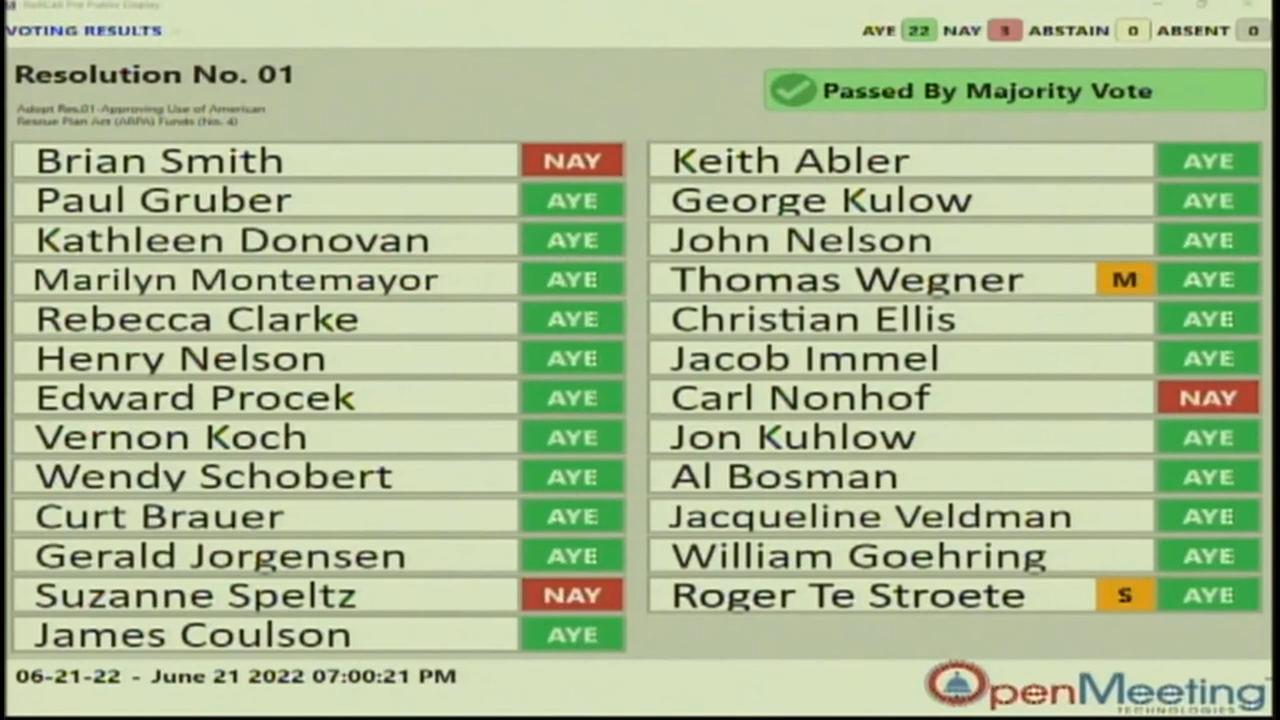 RollCall Pro Public Display
VOTING RESULTS
AYE 22 NAY 3 ABSTAIN 0 ABSENT 0
Resolution No. 01
Passed By Majority Vote
Adopt Res.01-Approving Use of American
Rescue Plan Act (ARPA) Funds (No. 4)
Brian Smith NAY
Paul Gruber AYE
Kathleen Donovan AYE
Marilyn Montemayor AYE
Rebecca Clarke AYE
Henry Nelson AYE
Edward Procek AYE
Vernon Koch AYE
Wendy Schobert AYE
Curt Brauer AYE
Gerald Jorgensen AYE
Suzanne Speltz NAY
James Coulson AYE
Keith Abler AYE
George Kulow AYE
John Nelson AYE
Thomas Wegner M AYE
Christian Ellis AYE
Jacob Immel AYE
Carl Nonhof NAY
Jon Kuhlow AYE
Al Bosman AYE
Jacqueline Veldman AYE
William Goehring AYE
Roger Te Stroete S AYE
06-21-22 - June 21 2022 07:00:21 PM
OpenMeeting
TECHNOLOGIES